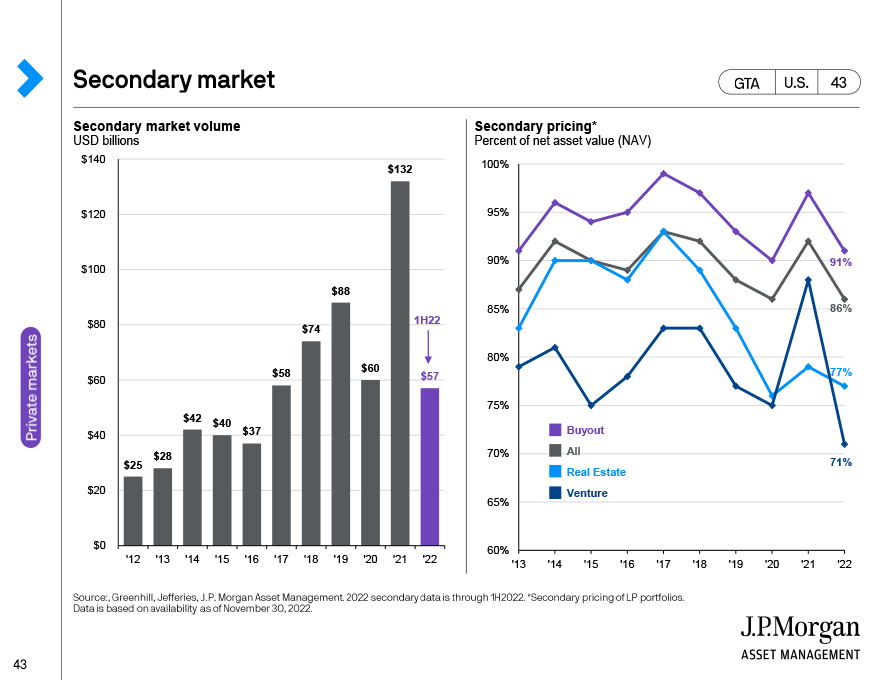 Secondary market
GTA U.S. 43
Secondary market volume
USD billions
$140
$120
$100
$80
$60
$40
$20
$0
$25
$28
$42
$40
$37
$58
$74
$88
$60
$132
1H22
$57
'12 '13 '14 '15 '16 '17 '18 '19 '20 '21 '22
Secondary pricing*
Percent of net asset value (NAV)
100%
95%
90%
85%
80%
75%
70%
65%
60%
91%
86%
77%
71%
Buyout
All
Real Estate
Venture
'13 '14 '15 '16 '17 '18 '19 '20 '21 '22
Private markets
Source:, Greenhill, Jefferies, J.P. Morgan Asset Management. 2022 secondary data is through 1H2022. *Secondary pricing of LP portfolios.
Data is based on availability as of November 30, 2022.
J.P.Morgan
ASSET MANAGEMENT
43